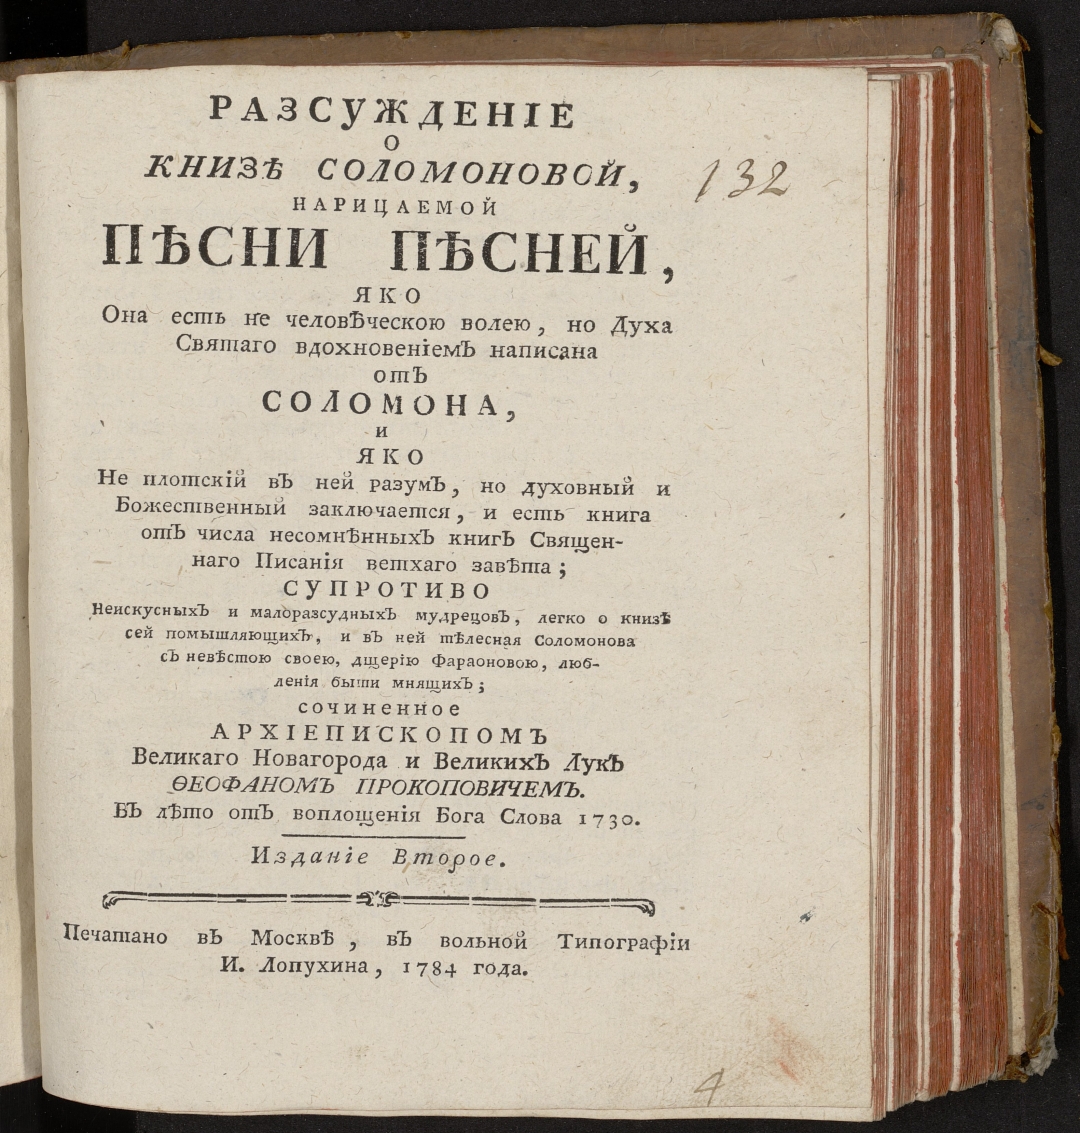 РАЗСУЖДЕНІЕ
О
КНИЗѢ СОЛОМОНОВОЙ,
132
НАРИЦАЕМОЙ
ПѢСНИ ПѢСНЕЙ,
ЯКО
Она есть не человѣческою волею, но Духа
Святаго вдохновеніемъ написана
отъ
СОЛОМОНА,
и
ЯКО
Не плотскій въ ней разумъ, но духовный и
Божественный заключается, и есть книга
отъ числа несомнѣнныхъ книгъ Священ-
наго Писанія ветхаго завѣта;
СУПРОТИВО
Неискусныхъ и малоразсудныхъ мудрецовъ, легко о книзѣ
сей помышляющихъ, и въ ней тѣлесная Соломонова
съ невѣстою своею, дщерію Фараоновою, люб-
ленія быти мнящихъ;
сочиненное
АРХІЕПИСКОПОМЪ
Великаго Новагорода и Великихъ Лукъ
ѲЕОФАНОМЪ ПРОКОПОВИЧЕМЪ.
Въ лѣто отъ воплощенія Бога Слова 1730.
Изданіе Второе.
Печатано въ Москвѣ, въ вольной Типографіи
И. Лопухина, 1784 года.
4